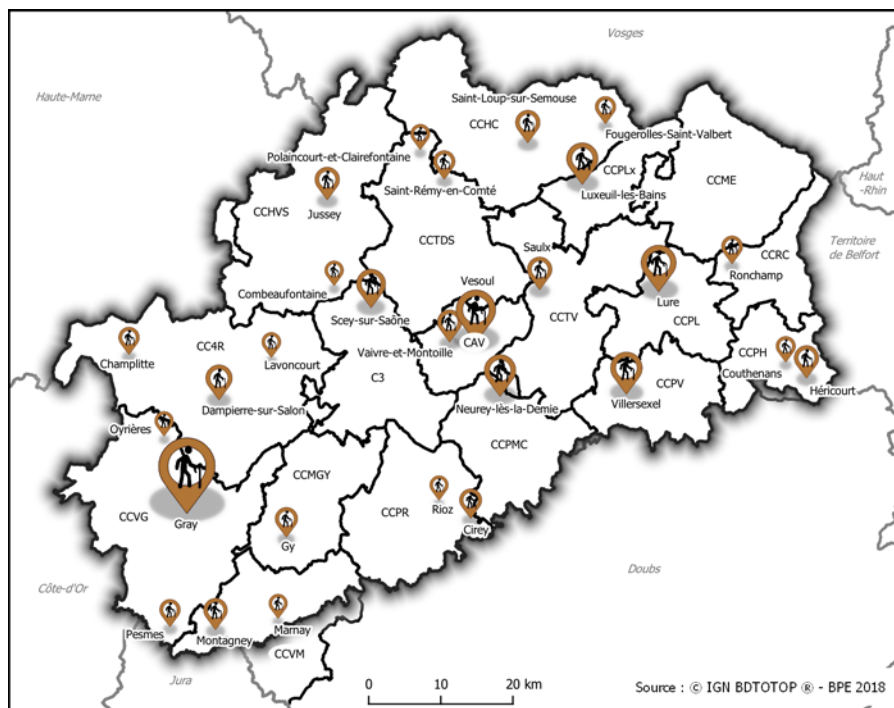 Vosges
Haute-Marne
Saint-Loup-sur-Semouse
CCHC
Fougerolles-Saint-Valbert
Polaincourt-et-Clairefontaine
CCPLx
CCME
Haut
-Rhin
Saint-Rémy-en-Comté
Luxeuil-les-Bains
Jussey
CCHVS
CCTDS
Saulx
Territoire
de Belfort
CCRC
Ronchamp
Combeaufontaine
Vesoul
Lure
Scey-sur-Saône
CCTV
CCPL
CC4R
Champlitte
Lavoncourt
Vaivre-et-Montoille
CAV
CCPH
Couthenans
C3
CCPV
Héricourt
Dampierre-sur-Salon
Neurey-lès-la-Demie
Villersexel
Oyrières
CCPMC
CCMGY
CCVG
CCPR
Rioz
Gray
Cirey
Gy
Doubs
Côte-d'Or
Pesmes
Montagney
Marnay
CCVM
Jura
0 10 20 km
Source : © IGN BDTOTOP ® - BPE 2018